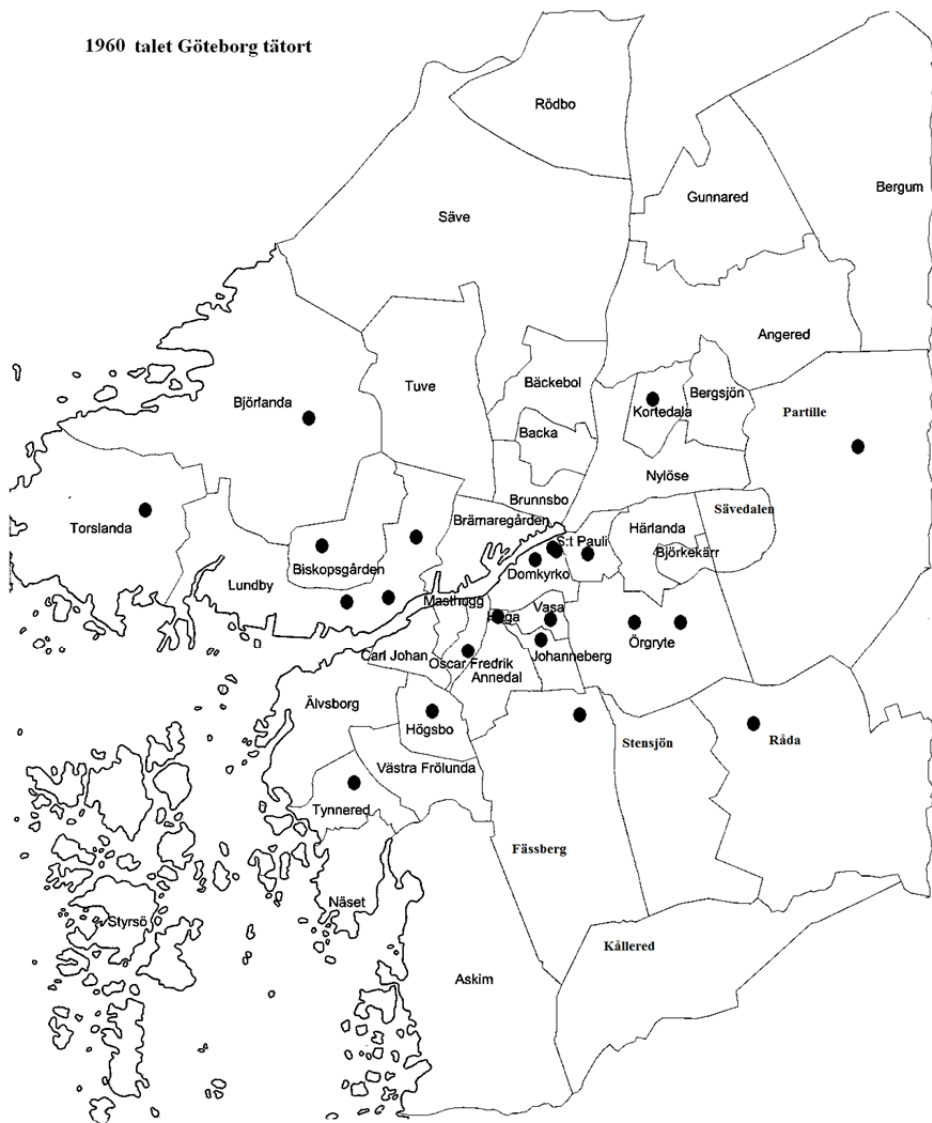 1960 talet Göteborg tätort
Rödbo
Bergum
Gunnared
Säve
Angered
Bäckebol
Tuve
Bergsjön
Björlanda
Kortedala
Partille
Backa
Nylöse
Brunnsbo
Sävedalen
Torslanda
Brämaregården
Härlanda
S:t Pauli
Björkekärr
Biskopsgården
Domkyrko
Lundby
Masthugg
Vasa
Haga
Örgryte
Carl Johan
Oscar Fredrik
Johanneberg
Annedal
Älvsborg
Högsbo
Stensjön
Råda
Västra Frölunda
Tynnered
Fässberg
Näset
Styrsö
Kållered
Askim